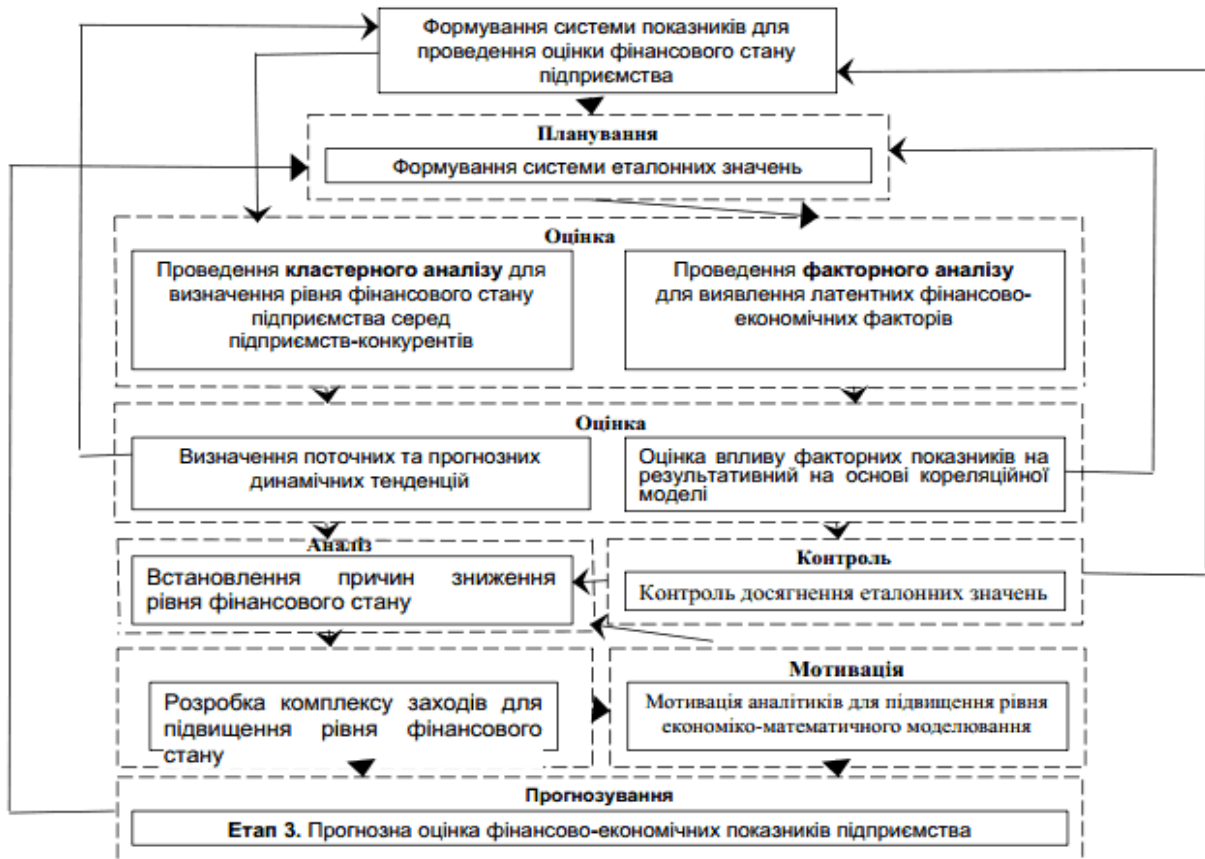 Формування системи показників для
проведення оцінки фінансового стану
підприємства
Планування
Формування системи еталонних значень
Оцінка
Проведення кластерного аналізу для
визначення рівня фінансового стану
підприємства серед
підприємств-конкурентів
Проведення факторного аналізу
для виявлення латентних фінансово-
економічних факторів
Оцінка
Визначення поточних та прогнозних
динамічних тенденцій
Оцінка впливу факторних показників на
результативний на основі кореляційної
моделі
Аналіз
Встановлення причин зниження
рівня фінансового стану
Контроль
Контроль досягнення еталонних значень
Розробка комплексу заходів для
підвищення рівня фінансового
стану
Мотивація
Мотивація аналітиків для підвищення рівня
економіко-математичного моделювання
Прогнозування
Етап 3. Прогнозна оцінка фінансово-економічних показників підприємства